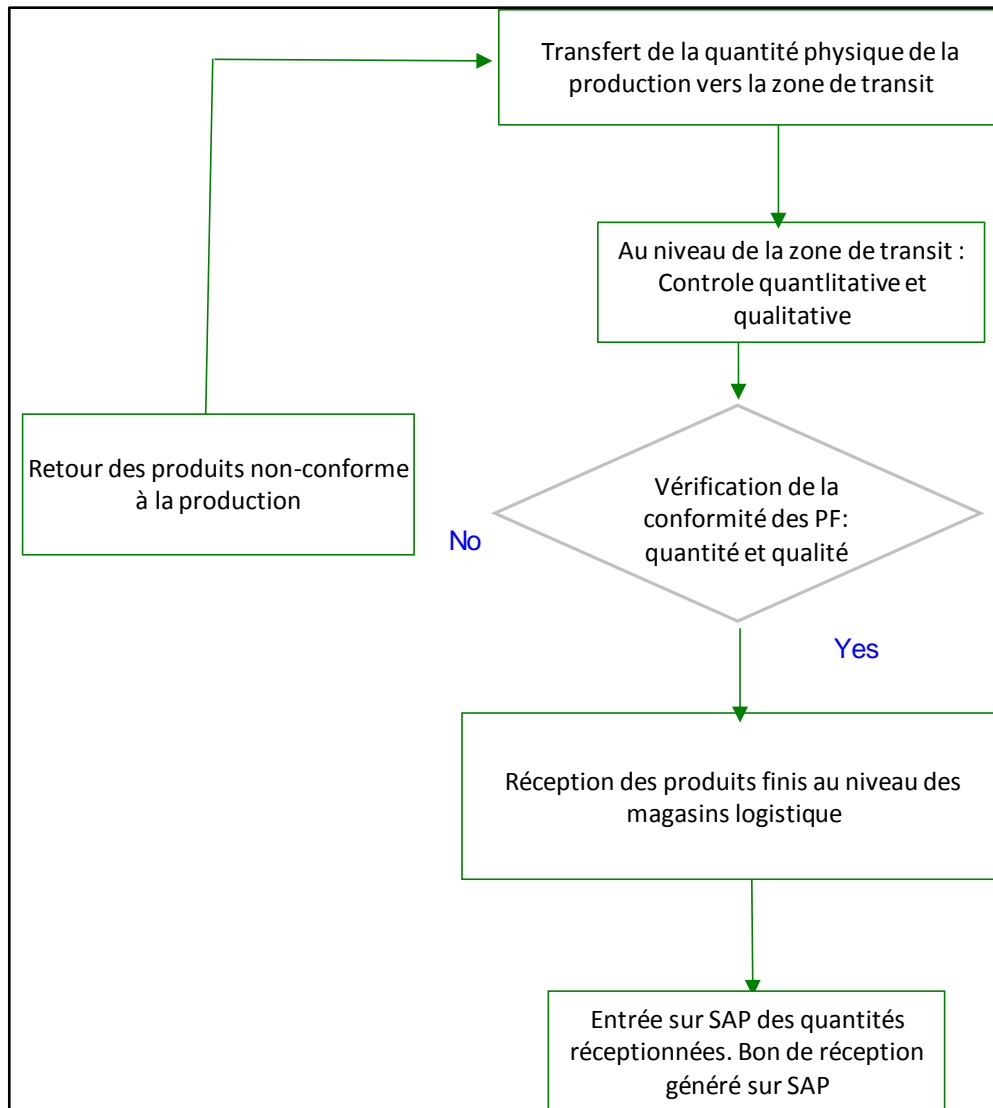 Transfert de la quantité physique de la
production vers la zone de transit
Au niveau de la zone de transit :
Controle quantlitative et
qualitative
Retour des produits non-conforme
à la production
Vérification de la
conformité des PF:
quantité et qualité
No
Yes
Réception des produits finis au niveau des
magasins logistique
Entrée sur SAP des quantités
réceptionnées. Bon de réception
généré sur SAP